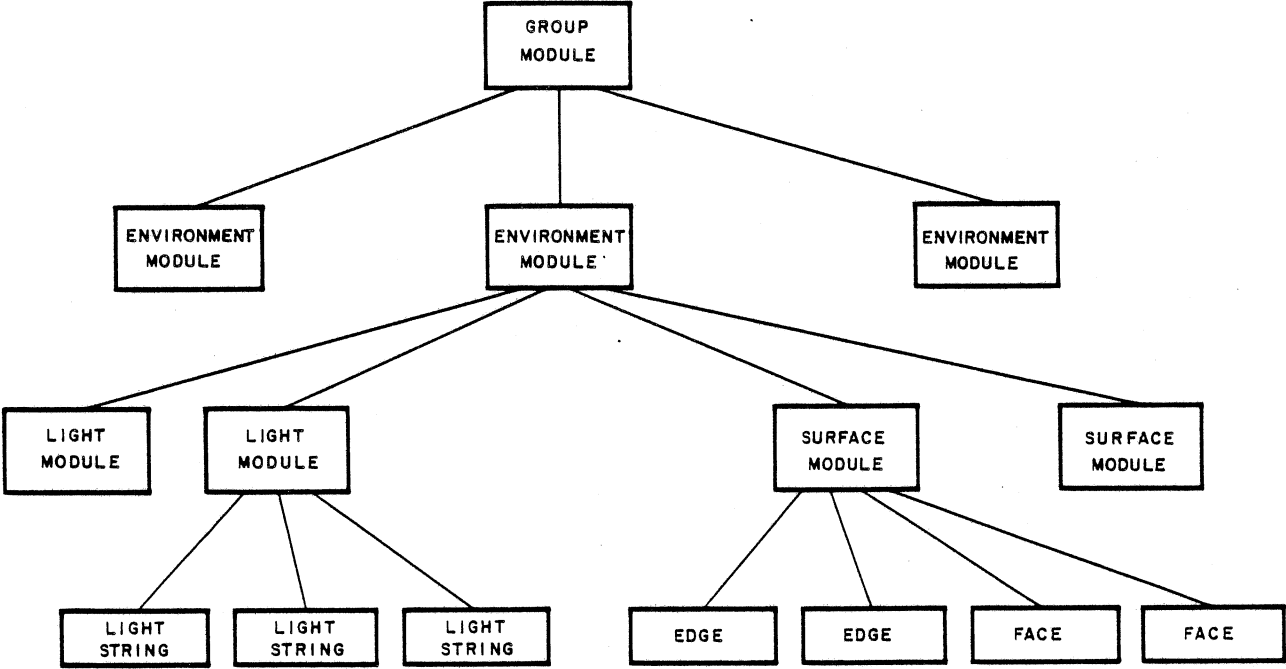 GROUP
MODULE
ENVIRONMENT
MODULE
ENVIRONMENT
MODULE
ENVIRONMENT
MODULE
LIGHT
MODULE
LIGHT
MODULE
SURFACE
MODULE
SURFACE
MODULE
LIGHT
STRING
LIGHT
STRING
LIGHT
STRING
EDGE
EDGE
FACE
FACE